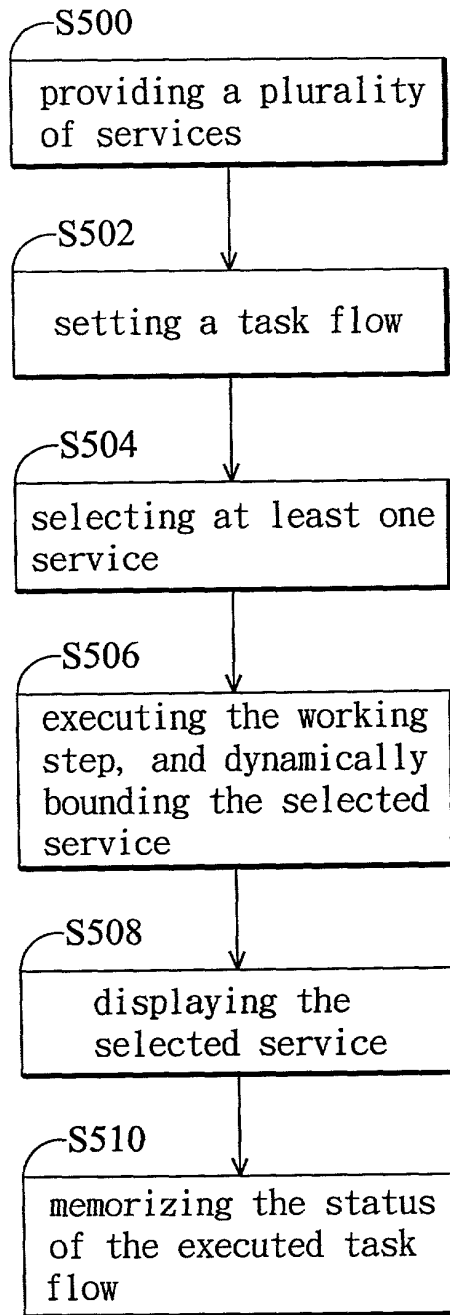 S500
providing a plurality
of services
S502
setting a task flow
S504
selecting at least one
service
S506
executing the working
step, and dynamically
bounding the selected
service
S508
displaying the
selected service
S510
memorizing the status
of the executed task
flow